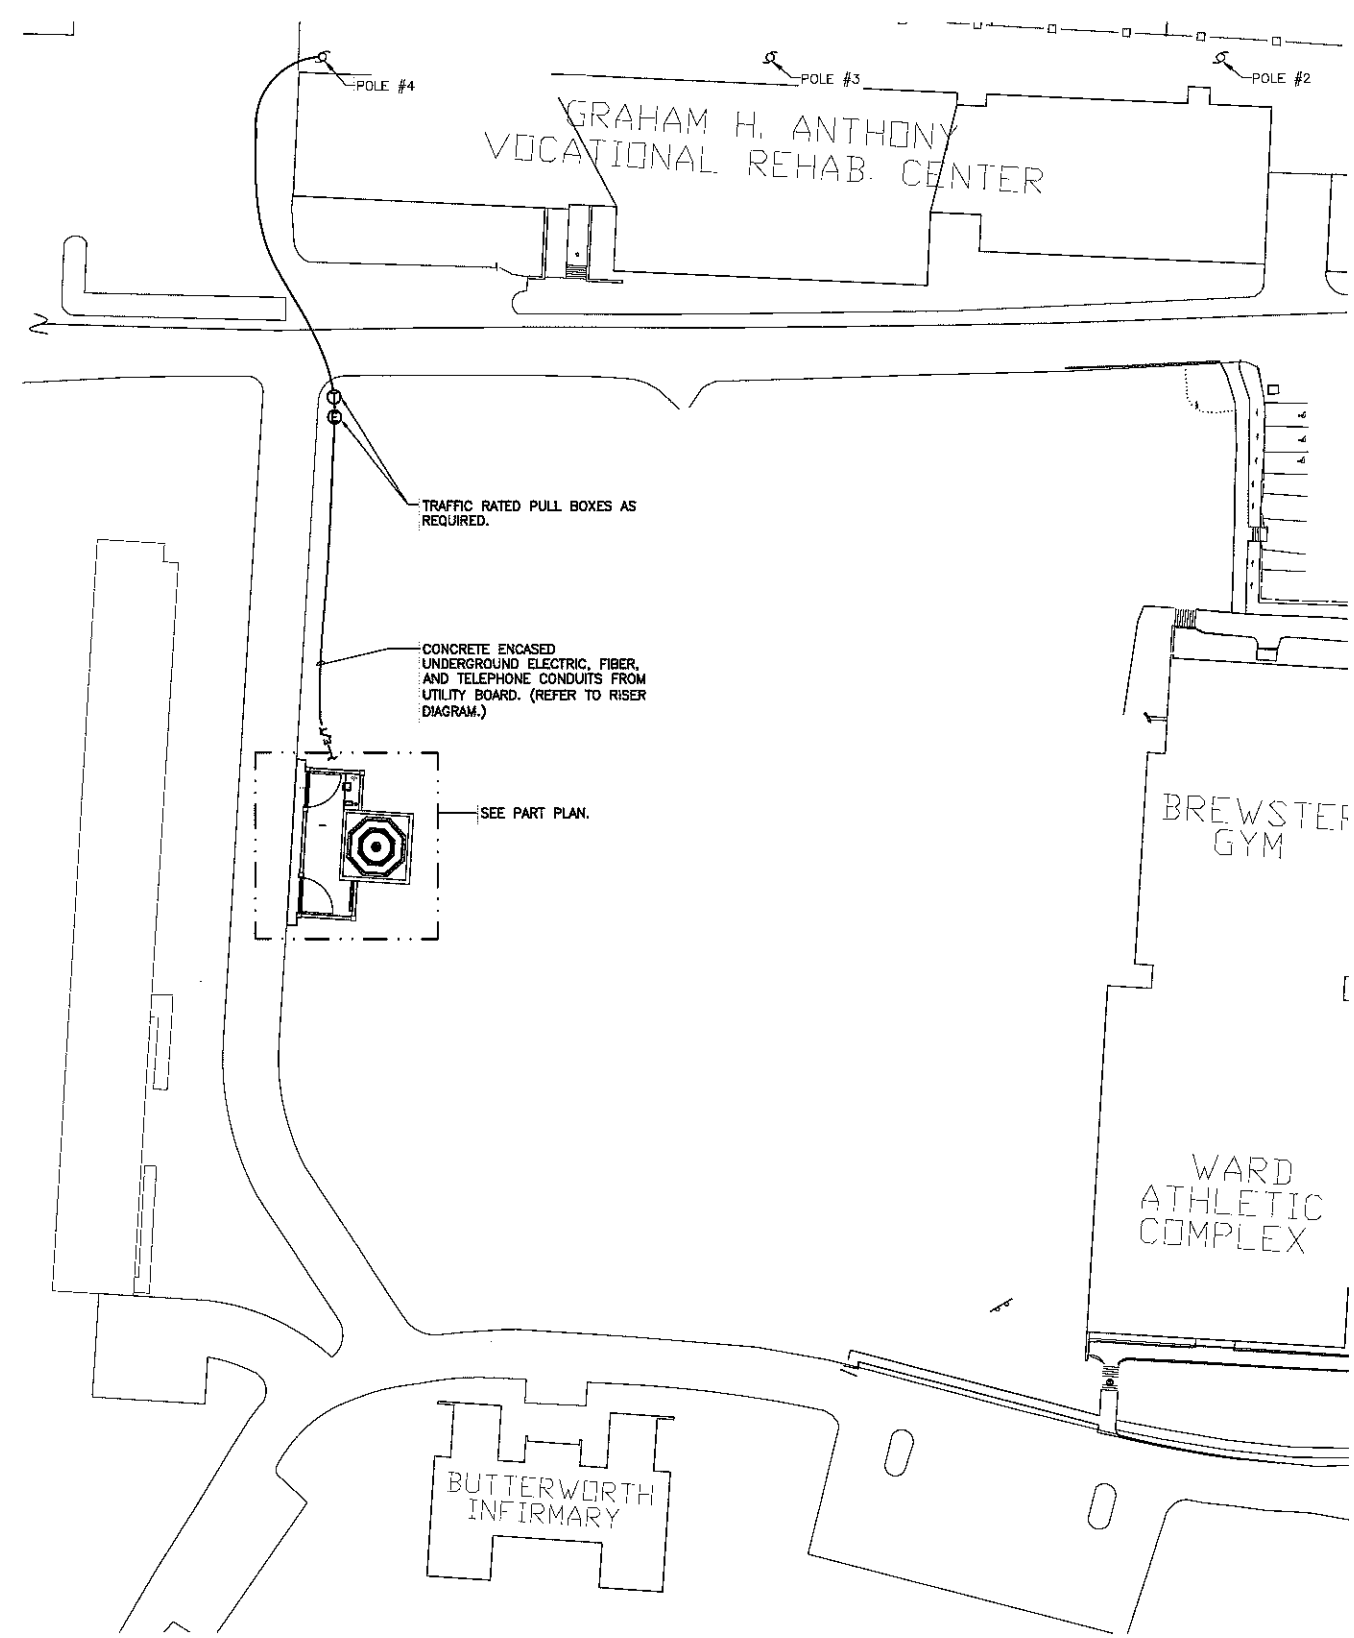 POLE #4
POLE #3
POLE #2
GRAHAM H. ANTHONY
VOCATIONAL REHAB. CENTER
T
E
TRAFFIC RATED PULL BOXES AS
REQUIRED.
CONCRETE ENCASED
UNDERGROUND ELECTRIC, FIBER,
AND TELEPHONE CONDUITS FROM
UTILITY BOARD. (REFER TO RISER
DIAGRAM.)
SEE PART PLAN.
BREWSTER
GYM
WARD
ATHLETIC
COMPLEX
BUTTERWORTH
INFIRMARY